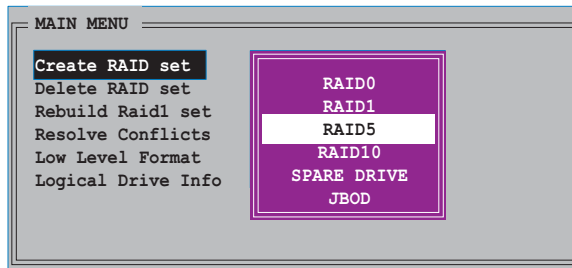 MAIN MENU
Create RAID set
Delete RAID set
Rebuild Raid1 set
Resolve Conflicts
Low Level Format
Logical Drive Info
RAID0
RAID1
RAID5
RAID10
SPARE DRIVE
JBOD